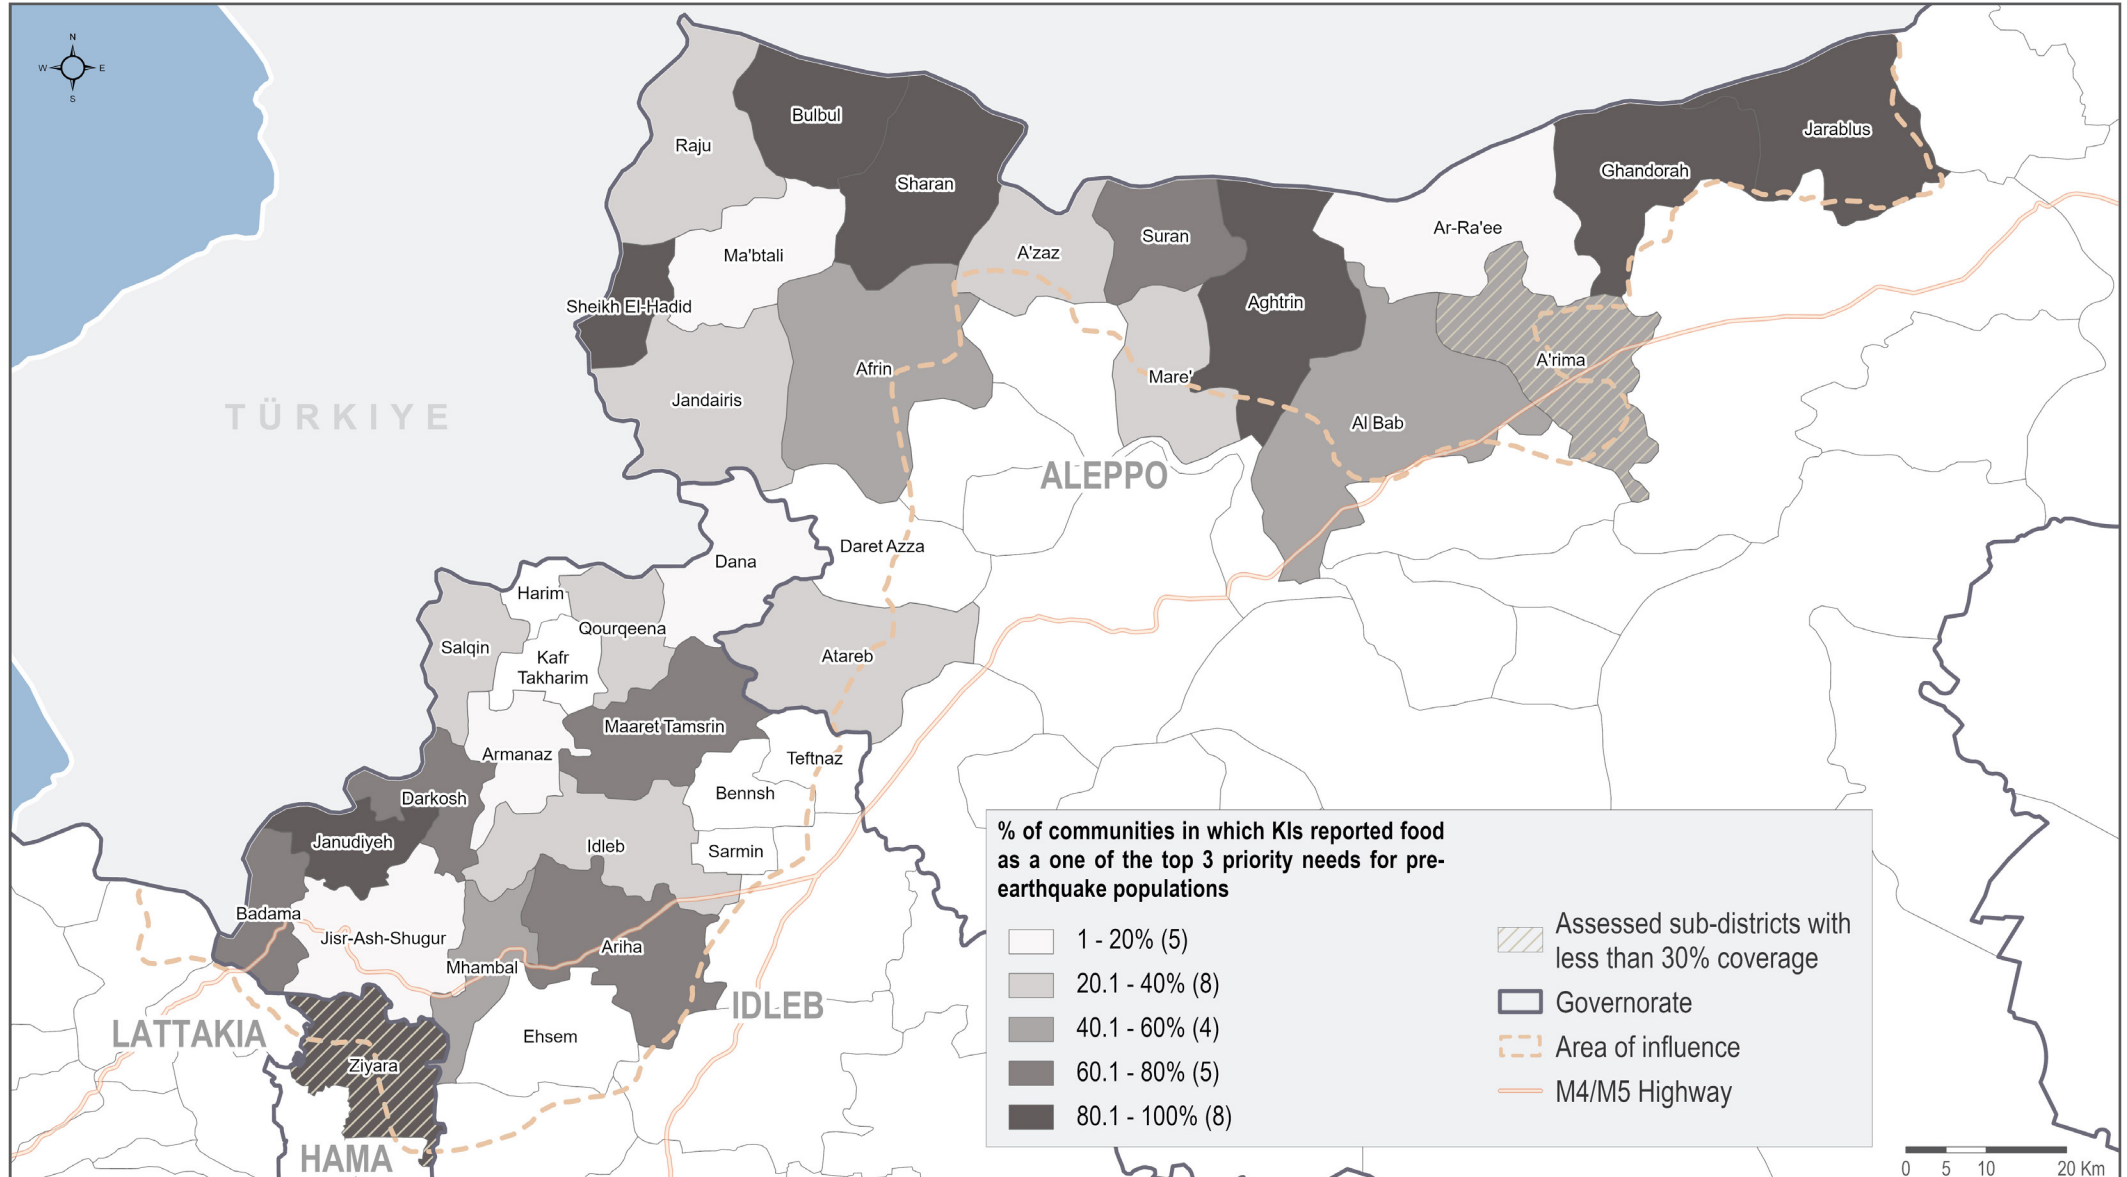 N
W E
S
Bulbul
Jarablus
Raju
Ghandorah
Sharan
Ar-Ra'ee
Suran
Ma'btali
A'zaz
Sheikh El-Hadid
Aghtrin
A'rima
Afrin
Mare'
Jandairis
TÜRKIYE
Al Bab
ALEPPO
Daret Azza
Dana
Harim
Qourqeena
Salqin
Kafr
Takharim
Atareb
Maaret Tamsrin
Armanaz
Teftnaz
Bennsh
Darkosh
Janudiyeh
Idleb
Sarmin
Badama
Jisr-Ash-Shugur
Ariha
Mhambal
IDLEB
LATTAKIA
Ehsem
Ziyara
HAMA
% of communities in which KIs reported food
as a one of the top 3 priority needs for pre-
earthquake populations
1 - 20% (5)
20.1 - 40% (8)
40.1 - 60% (4)
60.1 - 80% (5)
80.1 - 100% (8)
Assessed sub-districts with
less than 30% coverage
Governorate
Area of influence
M4/M5 Highway
0 5 10 20 Km